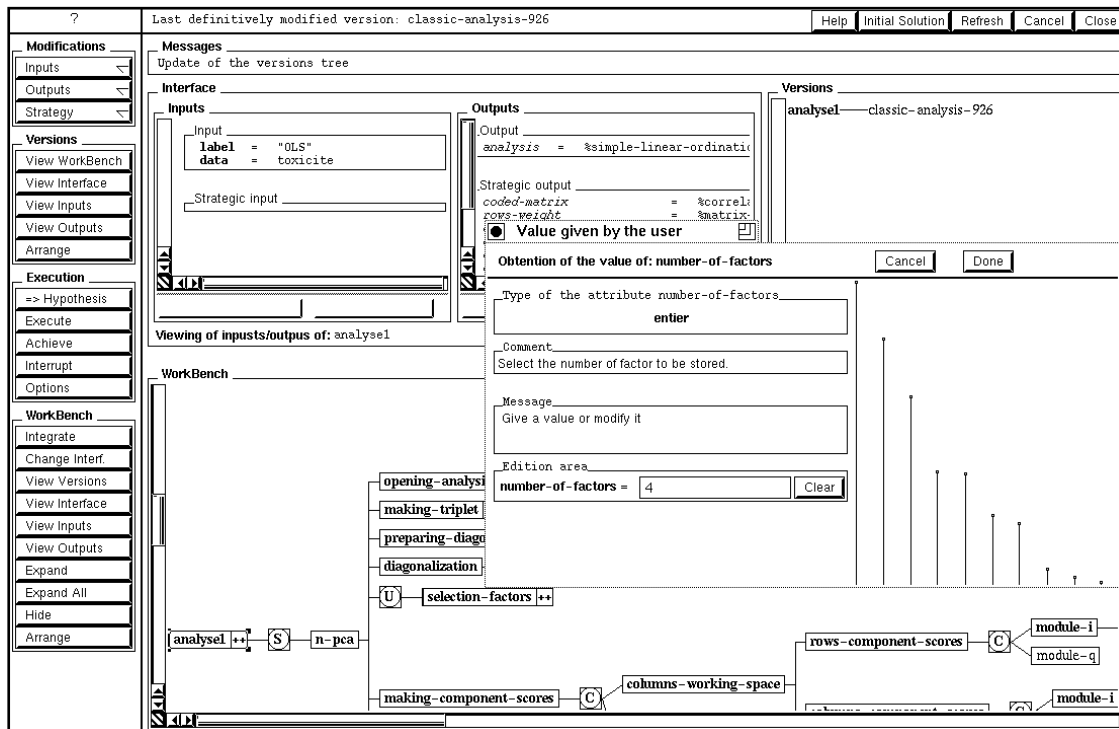 ?
Last definitively modified version: classic-analysis-926
Help
Initial Solution
Refresh
Cancel
Close
Modifications
Inputs
Outputs
Strategy
Versions
View WorkBench
View Interface
View Inputs
View Outputs
Arrange
Execution
=> Hypothesis
Execute
Achieve
Interrupt
Options
WorkBench
Integrate
Change Interf.
View Versions
View Interface
View Inputs
View Outputs
Expand
Expand All
Hide
Arrange
Messages
Update of the versions tree
Interface
Inputs
Input
label = "OLS"
data = toxicite
Strategic input
Outputs
Output
analysis = %simple-linear-ordinatio
Strategic output
coded-matrix = %correla
rows-weight = %matrix-
Viewing of inpusts/outpus of: analyse1
Versions
analyse1
classic-analysis-926
Value given by the user
Obtention of the value of: number-of-factors
Cancel
Done
Type of the attribute number-of-factors
entier
Comment
Select the number of factor to be stored.
Message
Give a value or modify it
Edition area
number-of-factors = 4
Clear
WorkBench
opening-analysi
making-triplet
preparing-diago
diagonalization
U
selection-factors ++
analyse1 ++
S
n-pca
making-component-scores
C
columns-working-space
rows-component-scores
C
module-i
module-q
module-i